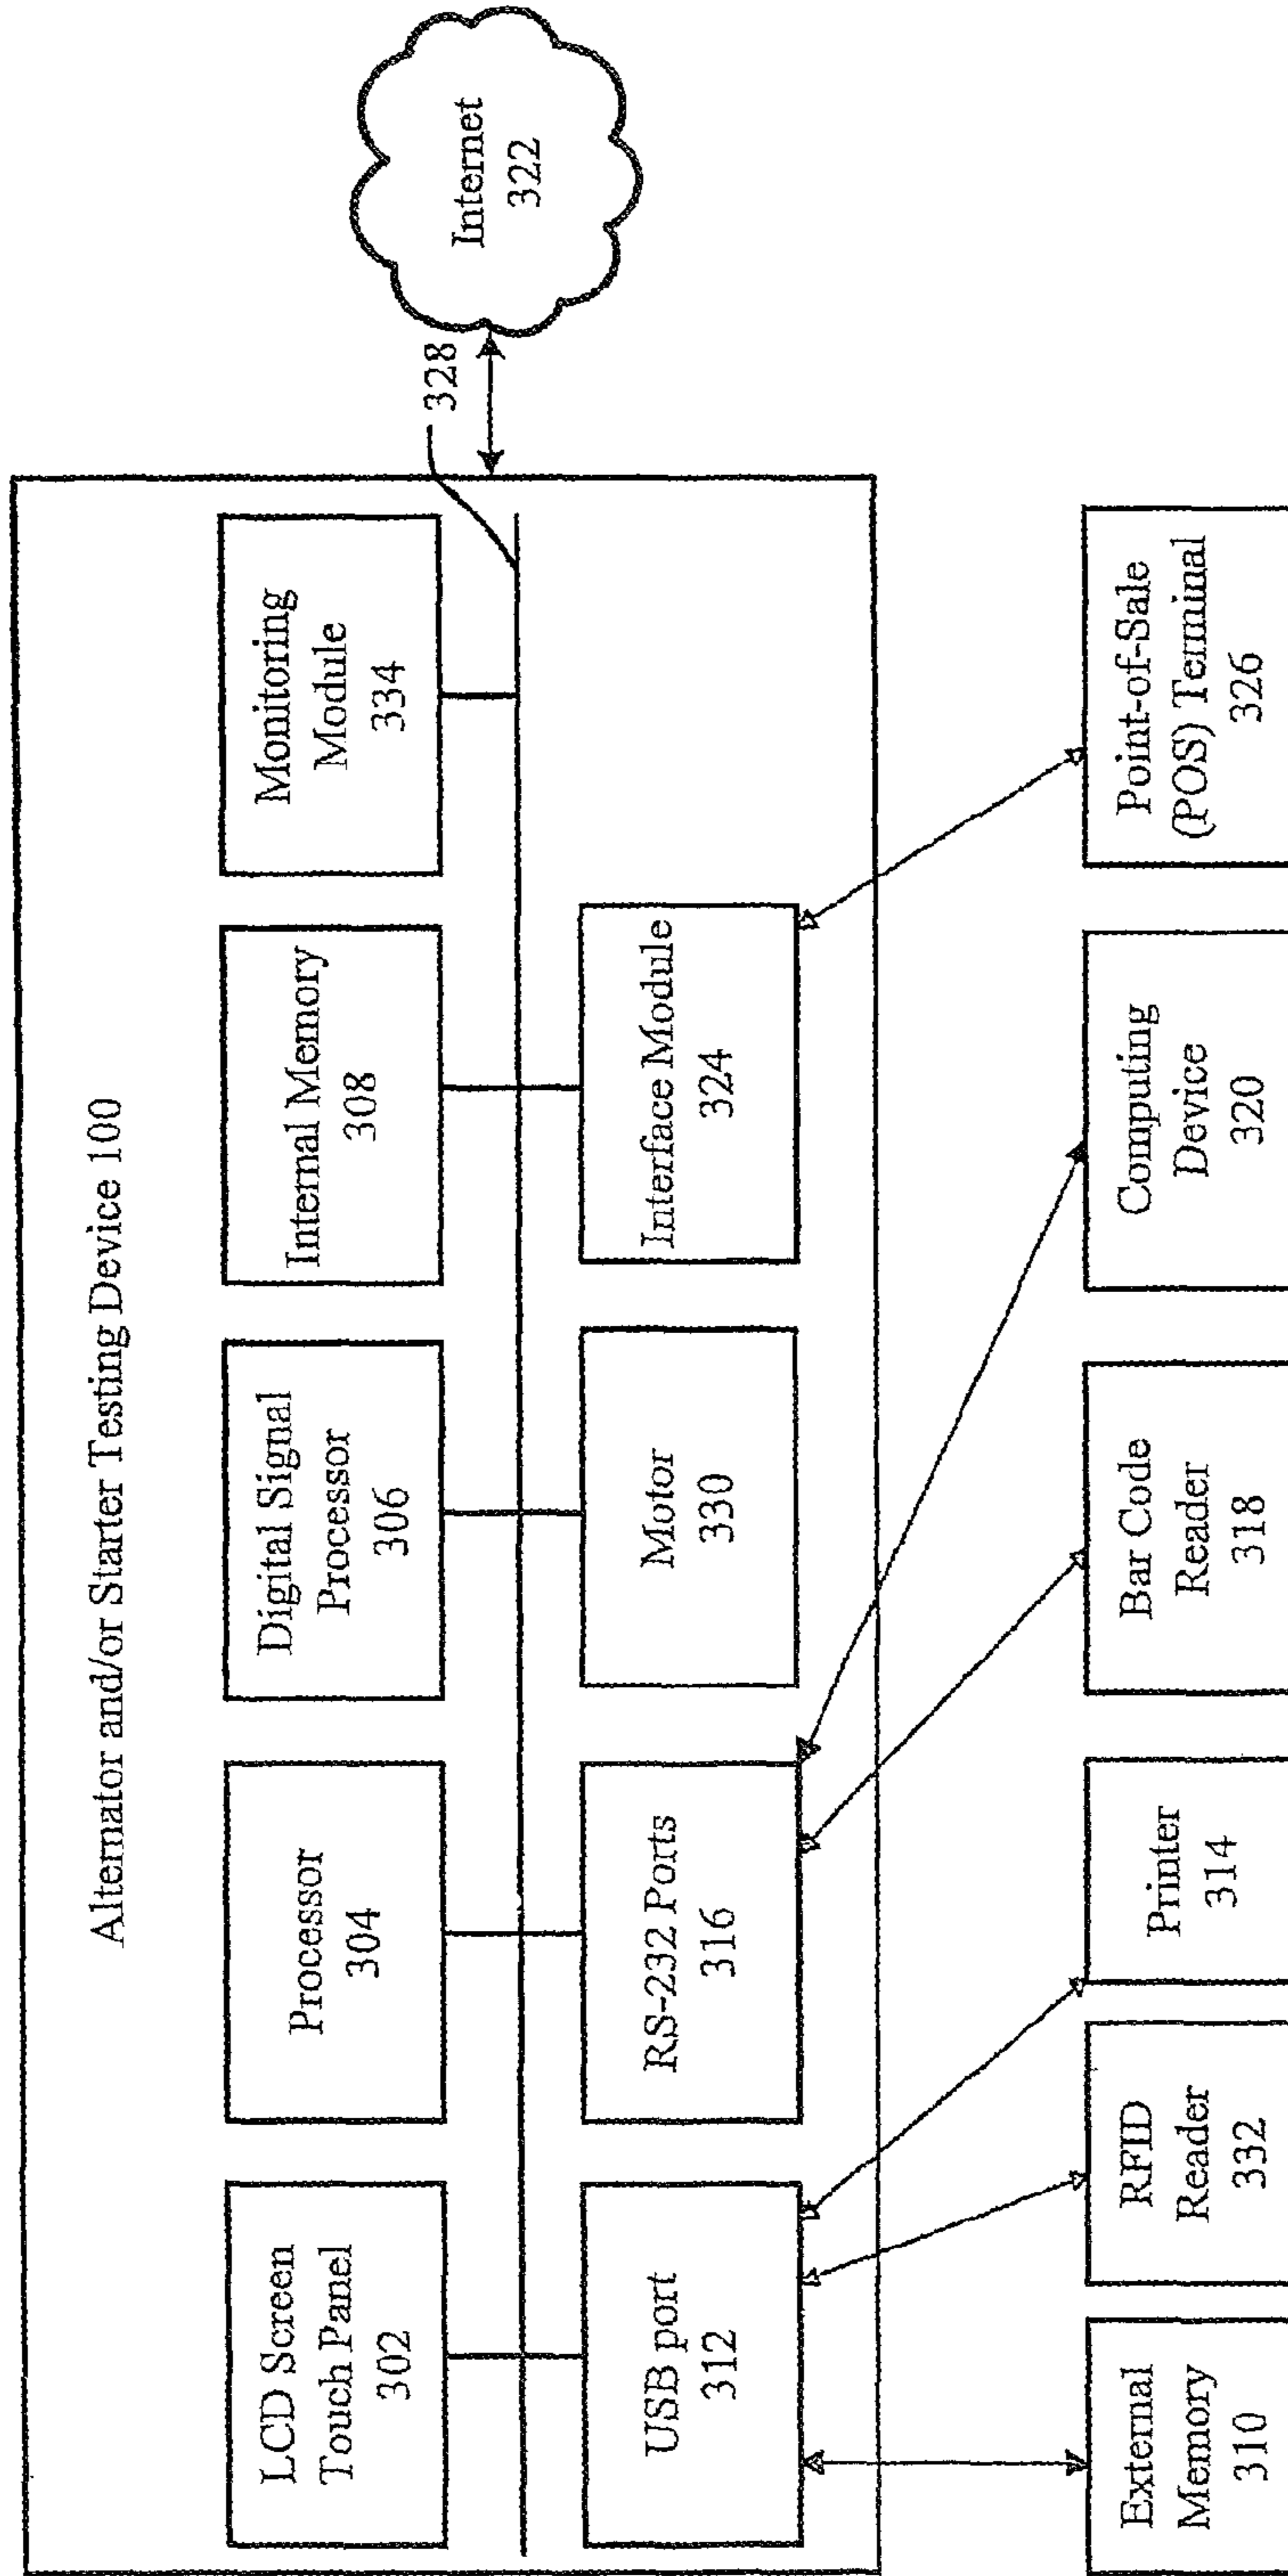 Alternator and/or Starter Testing Device 100
LCD Screen
Touch Panel
302
Processor
304
Digital Signal
Processor
306
Internal Memory
308
Monitoring
Module
334
328
Internet
322
USB port
312
RS-232 Ports
316
Motor
330
Interface Module
324
External
Memory
310
RFID
Reader
332
Printer
314
Bar Code
Reader
318
Computing
Device
320
Point-of-Sale
(POS) Terminal
326